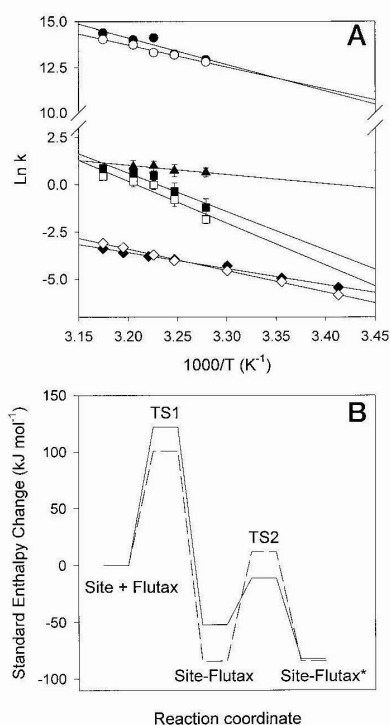 A
15.0
12.5
10.0
2.5
0.0
-2.5
-5.0
Ln k
3.15 3.20 3.25 3.30 3.35 3.40 3.45
1000/T (K⁻¹)
B
150
100
50
0
-50
-100
Standard Enthalpy Change (kJ mol⁻¹)
TS1
TS2
Site + Flutax
Site-Flutax
Site-Flutax*
Reaction coordinate